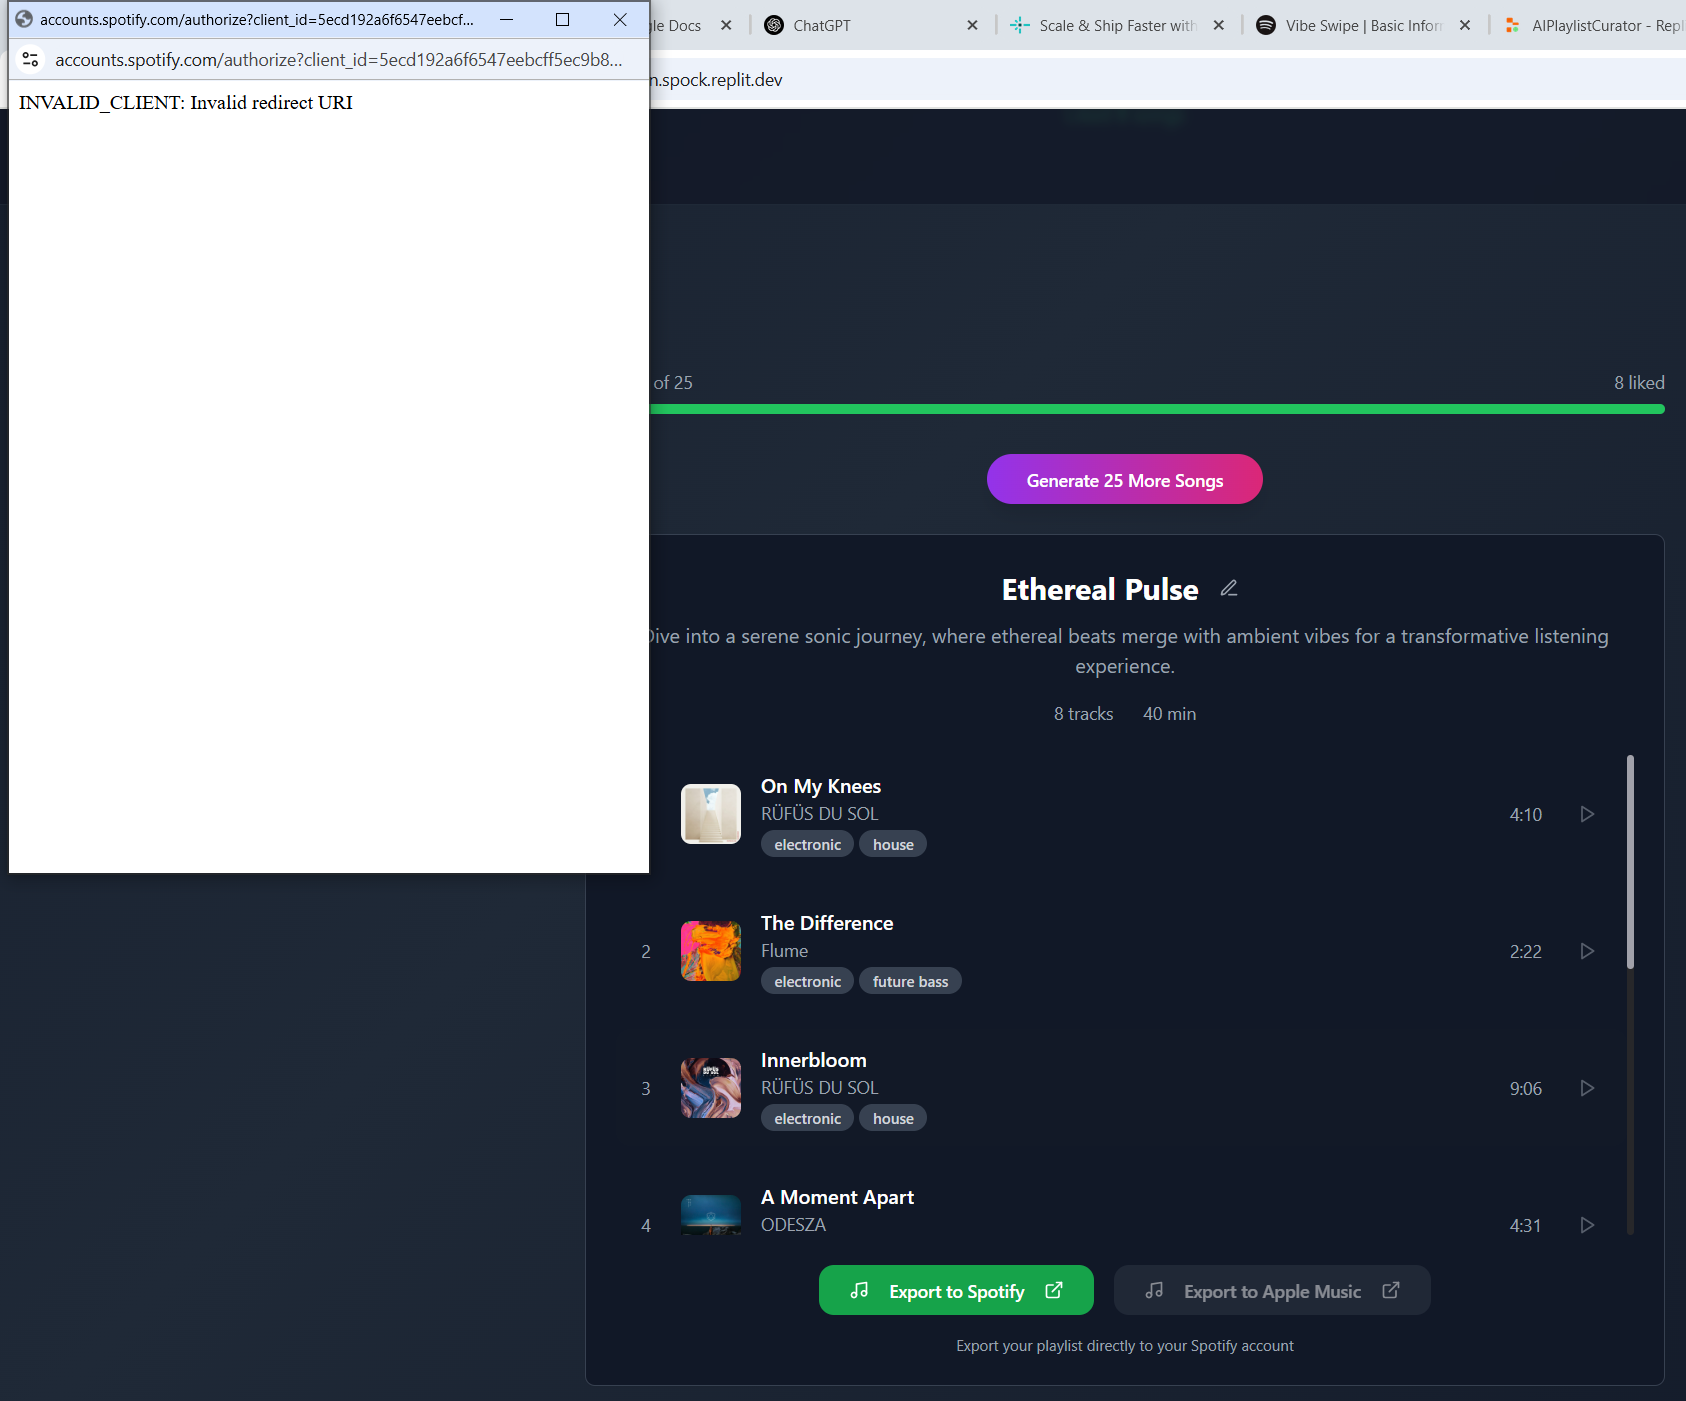 accounts.spotify.com/authorize?client_id=5ecd192a6f6547eebcf...
gle Docs
ChatGPT
Scale & Ship Faster with
Vibe Swipe | Basic Inform
AIPlaylistCurator - Repl
accounts.spotify.com/authorize?client_id=5ecd192a6f6547eebcff5ec9b8...
n.spock.replit.dev
INVALID_CLIENT: Invalid redirect URI
of 25
8 liked
Generate 25 More Songs
Ethereal Pulse
Dive into a serene sonic journey, where ethereal beats merge with ambient vibes for a transformative listening
experience.
8 tracks 40 min
On My Knees
RÜFÜS DU SOL
electronic house
4:10
2
The Difference
Flume
electronic future bass
2:22
3
Innerbloom
RÜFÜS DU SOL
electronic house
9:06
4
A Moment Apart
ODESZA
4:31
Export to Spotify
Export to Apple Music
Export your playlist directly to your Spotify account